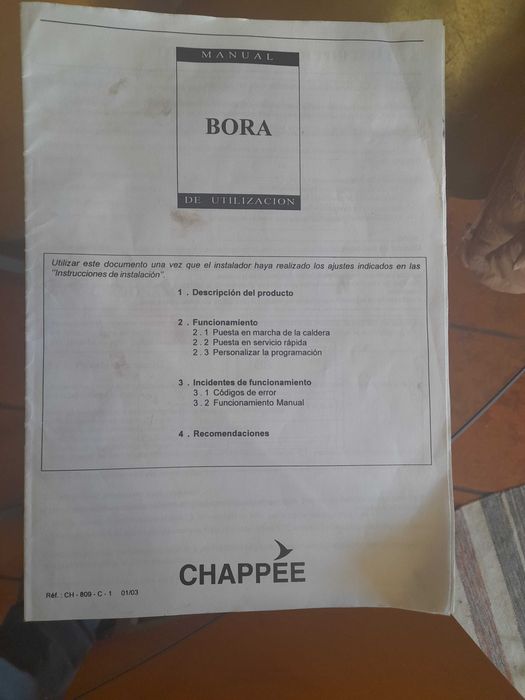 MANUAL
BORA
DE UTILIZACION
Utilizar este documento una vez que el instalador haya realizado los ajustes indicados en las
"Instrucciones de instalación".
1 . Descripción del producto
2 . Funcionamiento
2 . 1 Puesta en marcha de la caldera
2 . 2 Puesta en servicio rápida
2 . 3 Personalizar la programación
3 . Incidentes de funcionamiento
3 . 1 Códigos de error
3 . 2 Funcionamiento Manual
4 . Recomendaciones
CHAPPÉE
Réf. : CH - 809 - C - 1 01/03